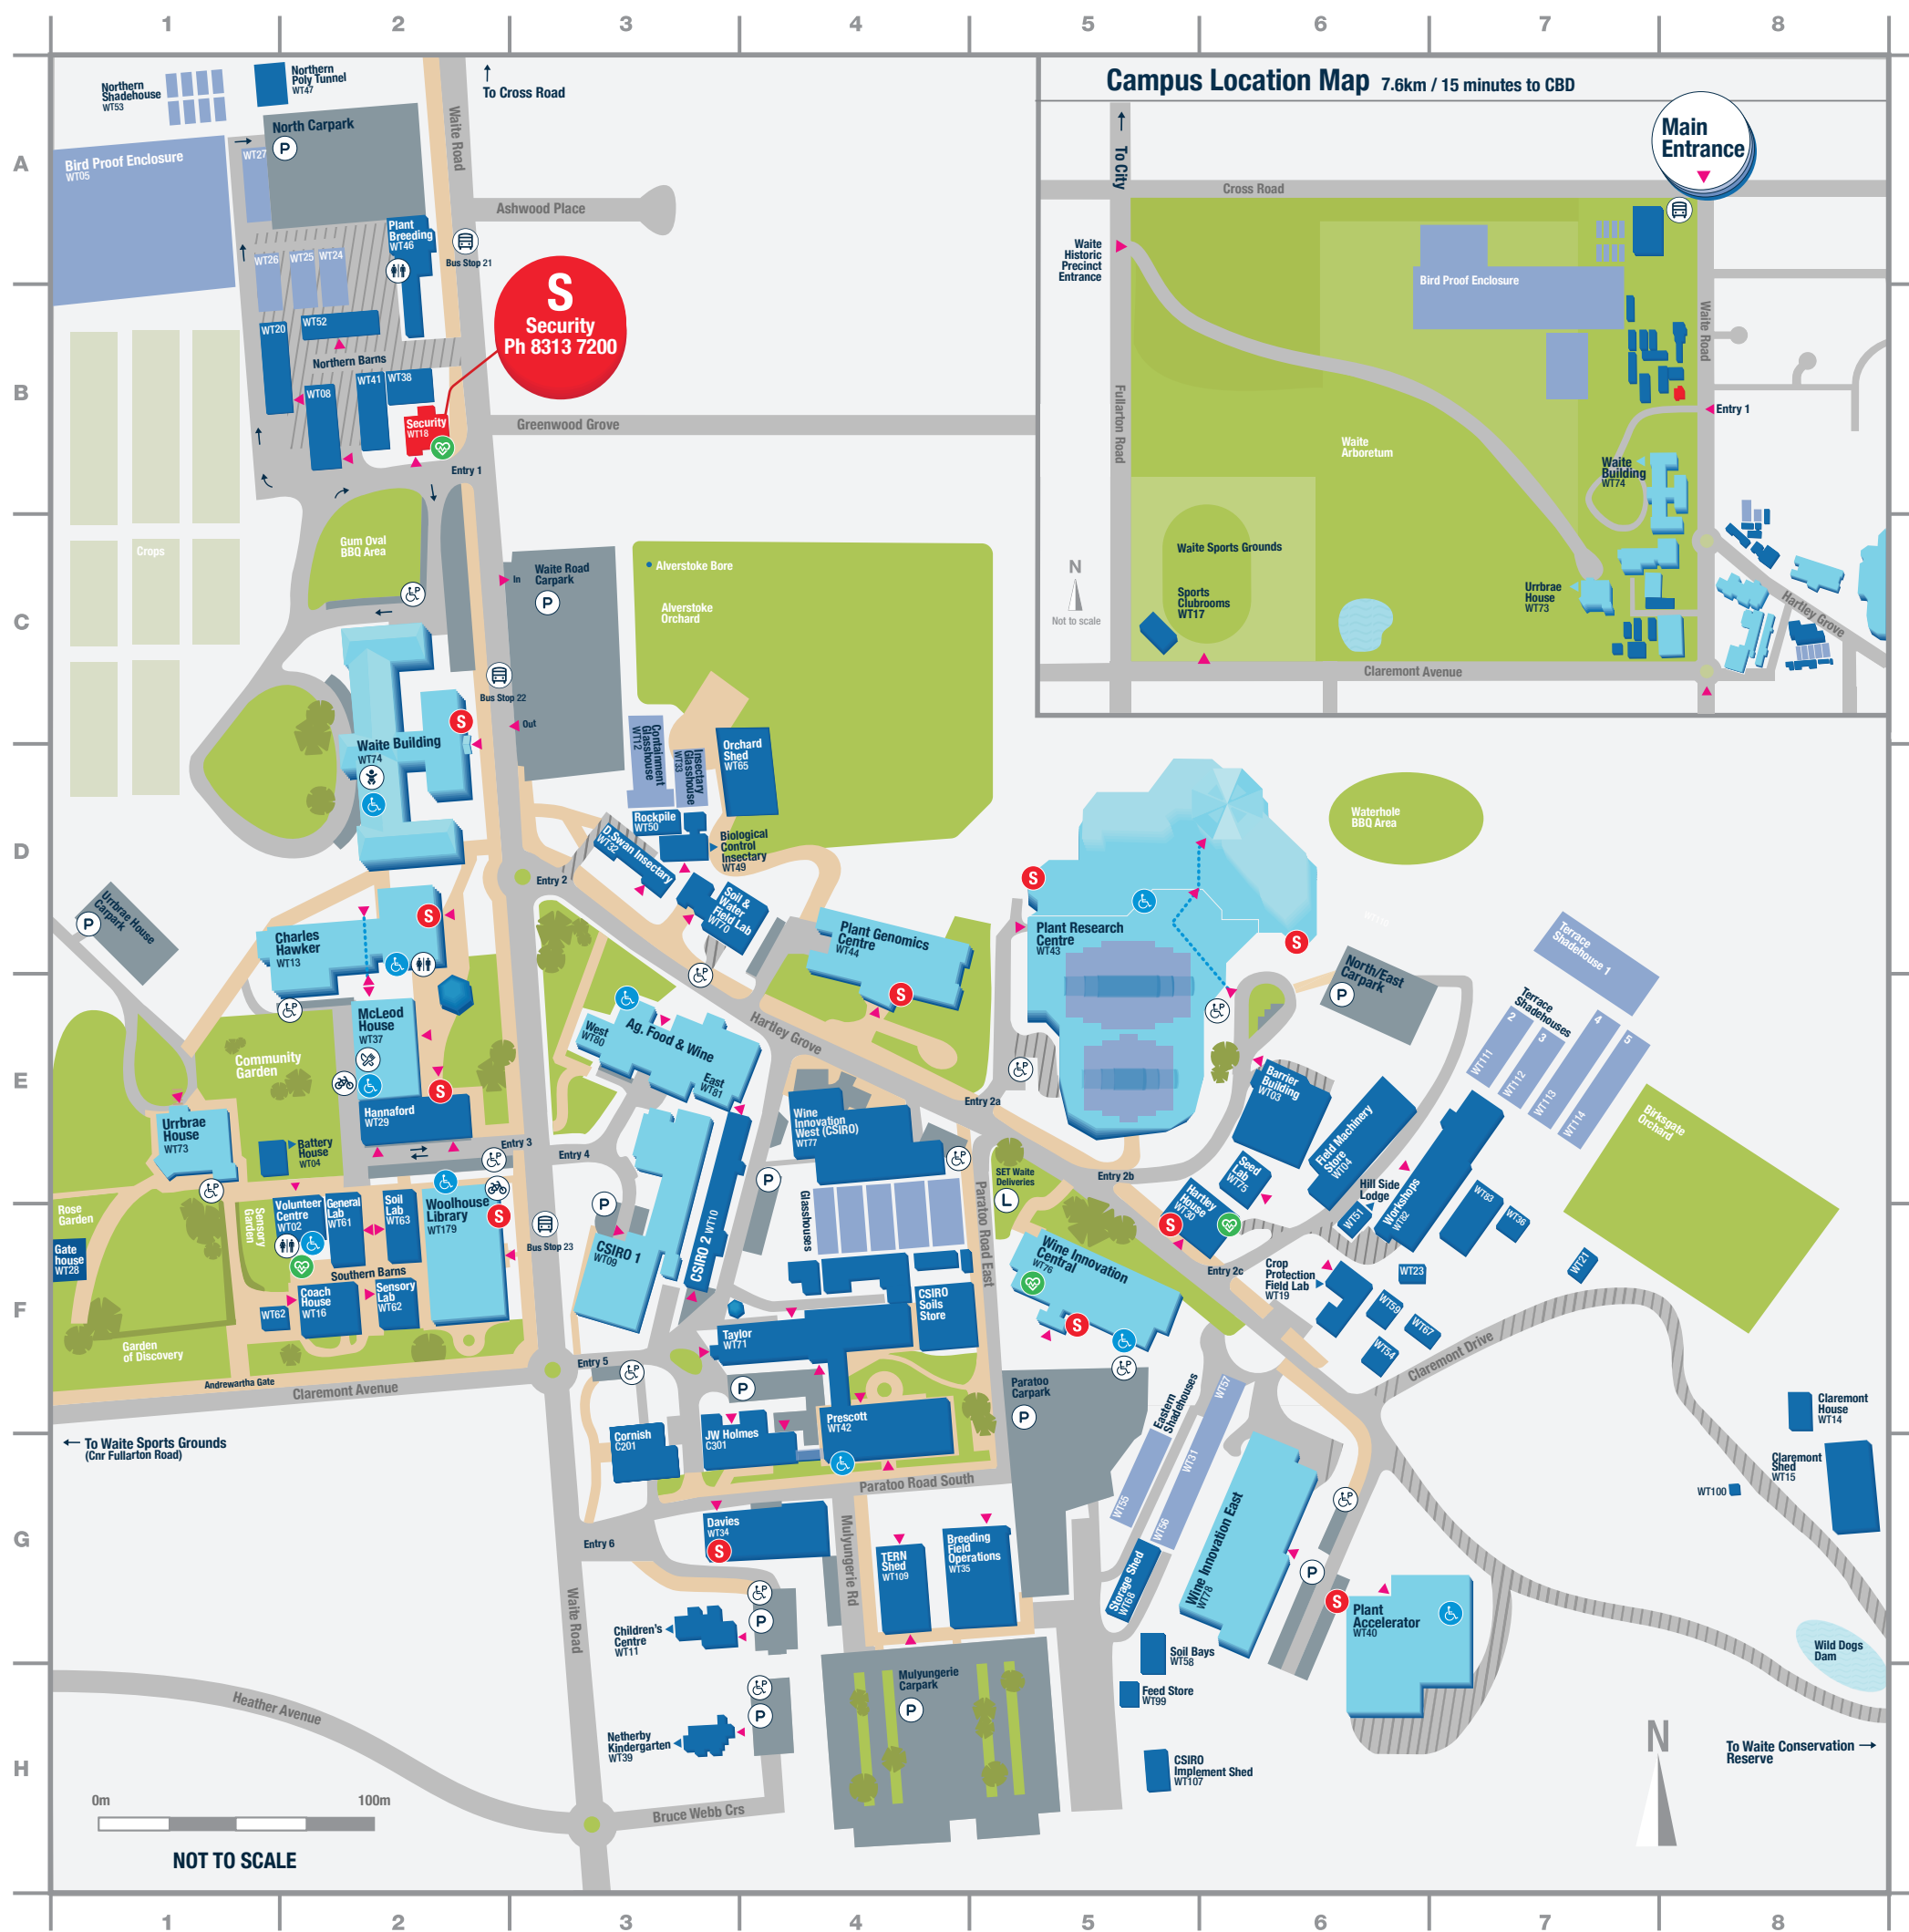 1 2 3 4 5 6 7 8
A
B
C
D
E
F
G
H
Northern
Shadehouse
WT53
Northern
Poly Tunnel
WT47
To Cross Road
Waite Road
North Carpark
P
Bird Proof Enclosure
WT05
WT27
Ashwood Place
Plant
Breeding
WT46
Bus Stop 21
WT26
WT25
WT24
S
Security
Ph 8313 7200
WT20
WT52
Northern Barns
WT08
WT41
WT38
Security
WT18
Greenwood Grove
Entry 1
Campus Location Map 7.6km / 15 minutes to CBD
Main
Entrance
To City
Cross Road
Waite
Historic
Precinct
Entrance
Bird Proof Enclosure
Waite Road
Fullarton Road
Entry 1
Waite
Arboretum
Waite
Building
WT74
Waite Sports Grounds
N
Not to scale
Sports
Clubrooms
WT17
Urrbrae
House
WT73
Hartley Grove
Claremont Avenue
Crops
Gum Oval
BBQ Area
P
In
Waite Road
Carpark
P
Alverstoke Bore
Alverstoke
Orchard
Bus Stop 22
Out
S
Waite Building
WT74
Containment
Glasshouse
WT12
Insectary
Glasshouse
WT33
Orchard
Shed
WT65
Rockpile
WT50
D Swan Insectary
WT32
Biological
Control
Insectary
WT49
Entry 2
Soil &
Water
Field Lab
WT70
Waterhole
BBQ Area
Urrbrae House
Carpark
P
Charles
Hawker
WT13
S
Plant Genomics
Centre
WT44
S
Plant Research
Centre
WT43
S
S
P
North/East
Carpark
P
Terrace
Shadehouse 1
Terrace
Shadehouses
2
3
4
5
WT111
WT112
WT113
WT114
McLeod
House
WT37
P
West
WT80
Ag. Food & Wine
East
WT81
Hartley Grove
P
Community
Garden
S
Hannaford
WT29
Urrbrae
House
WT73
Battery
House
WT04
Entry 3
P
Entry 4
Wine
Innovation
West (CSIRO)
WT77
Entry 2a
P
Barrier
Building
WT03
Field Machinery
Store
WT04
Birksgate
Orchard
SET Waite
Deliveries
L
Entry 2b
Seed
Lab
WT75
Hill Side
Lodge
WT51
Workshops
WT82
WT83
WT36
Hartley
House
WT30
S
Rose
Garden
P
Sensory
Garden
Volunteer
Centre
WT02
General
Lab
WT61
Soil
Lab
WT63
Woolhouse
Library
WT179
S
Bus Stop 23
P
CSIRO 1
WT09
CSIRO 2 WT10
P
P
Glasshouses
Paratoo Road East
Wine Innovation
Central
WT76
S
P
Entry 2c
Crop
Protection
Field Lab
WT19
WT23
WT21
WT59
WT67
WT54
Gate
house
WT28
Southern Barns
Coach
House
WT16
Sensory
Lab
WT62
WT62
Garden
of Discovery
Andrewartha Gate
Claremont Avenue
CSIRO
Soils
Store
Taylor
WT71
Entry 5
P
P
Paratoo
Carpark
P
Eastern
Shadehouses
WT57
WT31
WT55
WT56
Claremont Drive
Claremont
House
WT14
Claremont
Shed
WT15
WT100
To Waite Sports Grounds
(Cnr Fullarton Road)
Cornish
C201
JW Holmes
C301
Prescott
WT42
Paratoo Road South
Davies
WT34
S
Entry 6
Mulyungerie Rd
TERN
Shed
WT109
Breeding
Field
Operations
WT35
Storage Shed
WT68
Wine Innovation East
WT78
P
P
S
Plant
Accelerator
WT40
Waite Road
Children's
Centre
WT11
P
P
Soil Bays
WT58
Feed Store
WT99
Wild Dogs
Dam
Heather Avenue
Netherby
Kindergarten
WT39
P
P
Mulyungerie
Carpark
P
CSIRO
Implement Shed
WT107
N
To Waite Conservation
Reserve
Bruce Webb Crs
0m 100m
NOT TO SCALE
1 2 3 4 5 6 7 8